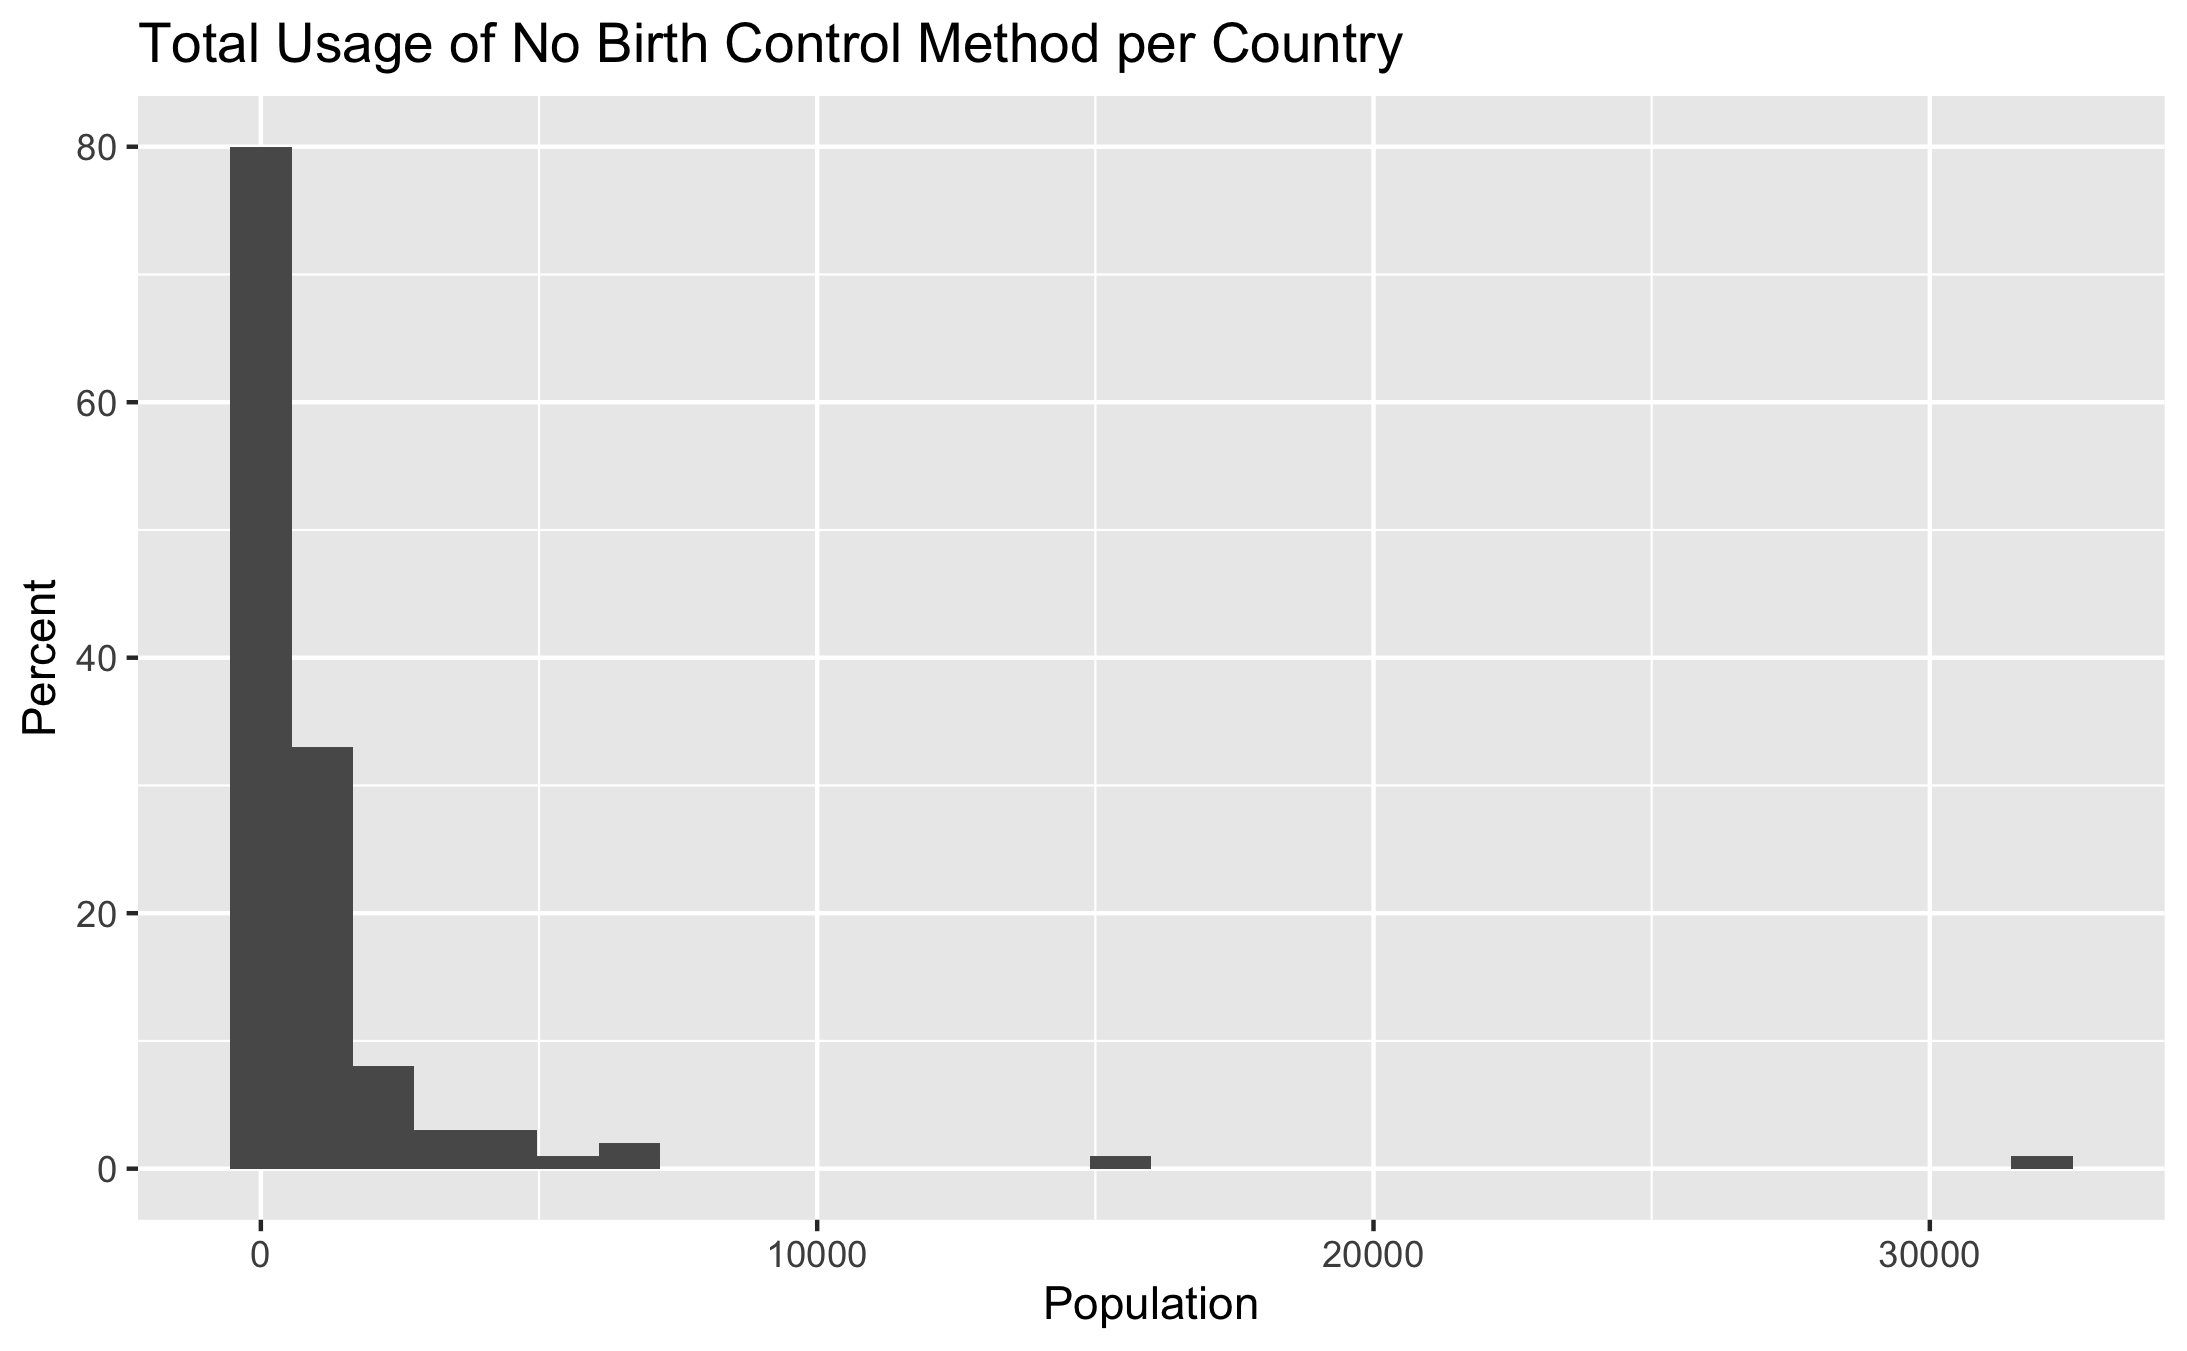 Total Usage of No Birth Control Method per Country
80
60
40
20
0
Percent
0 10000 20000 30000
Population